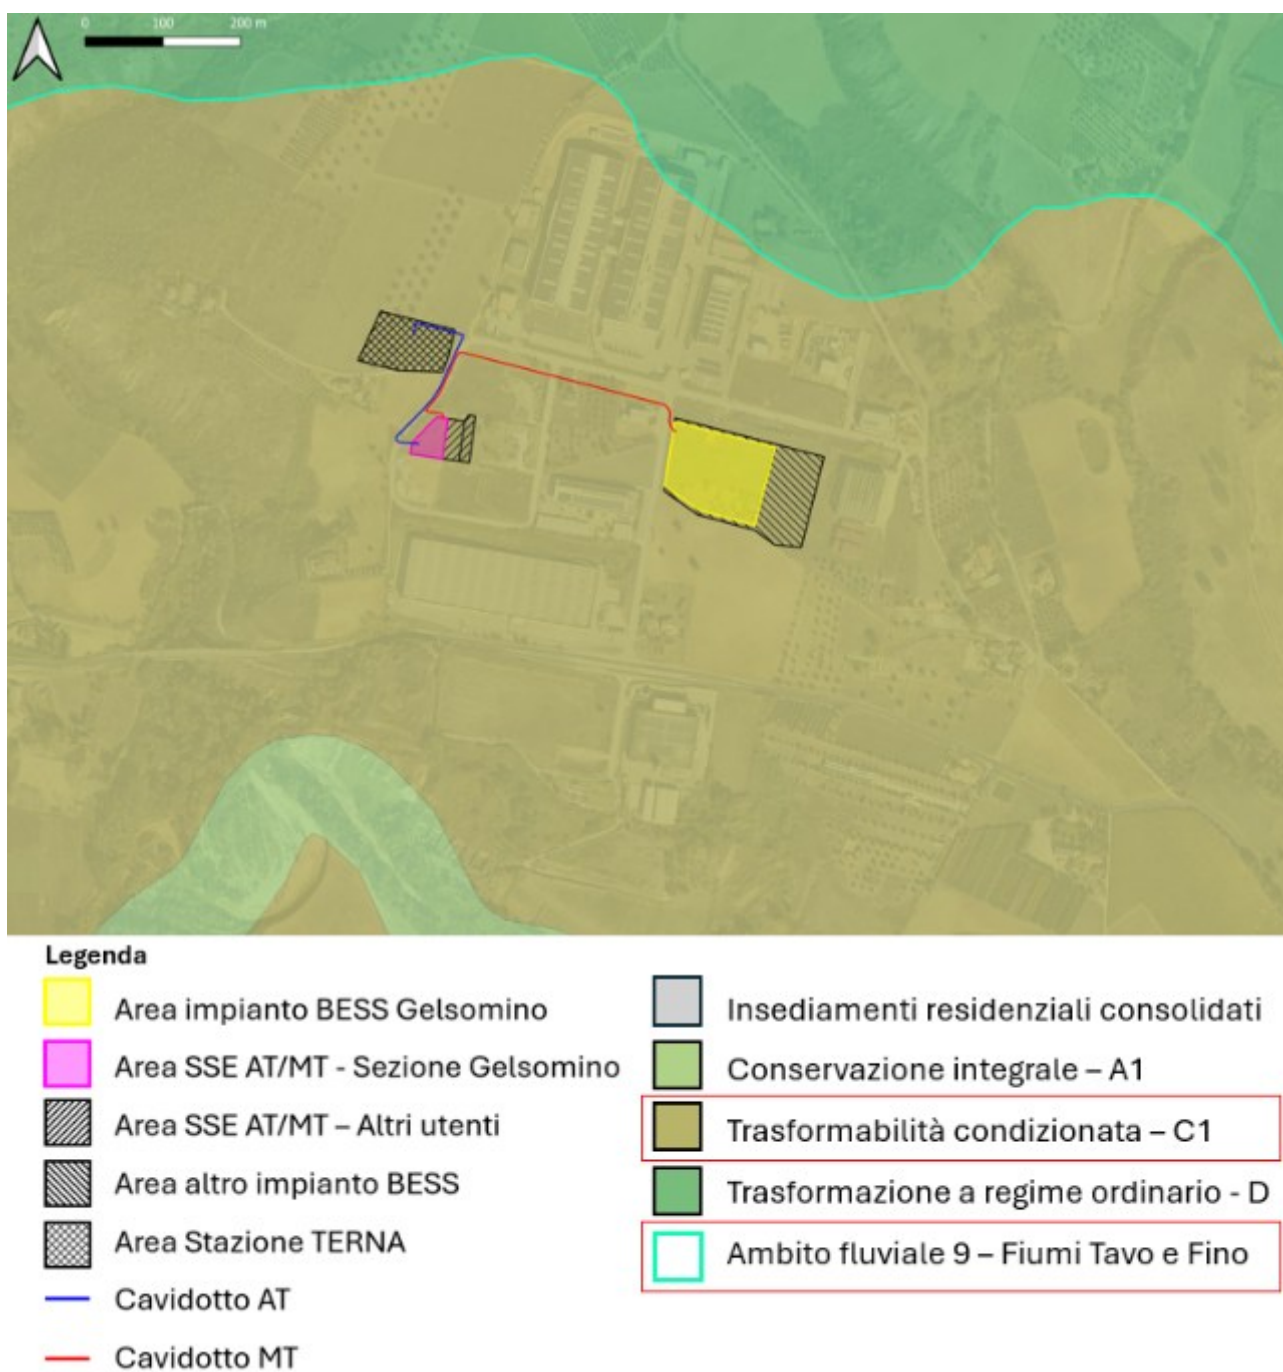 0 100 200 m
Legenda
Area impianto BESS Gelsomino
Area SSE AT/MT - Sezione Gelsomino
Area SSE AT/MT – Altri utenti
Area altro impianto BESS
Area Stazione TERNA
Cavidotto AT
Cavidotto MT
Insediamenti residenziali consolidati
Conservazione integrale – A1
Trasformabilità condizionata – C1
Trasformazione a regime ordinario - D
Ambito fluviale 9 – Fiumi Tavo e Fino